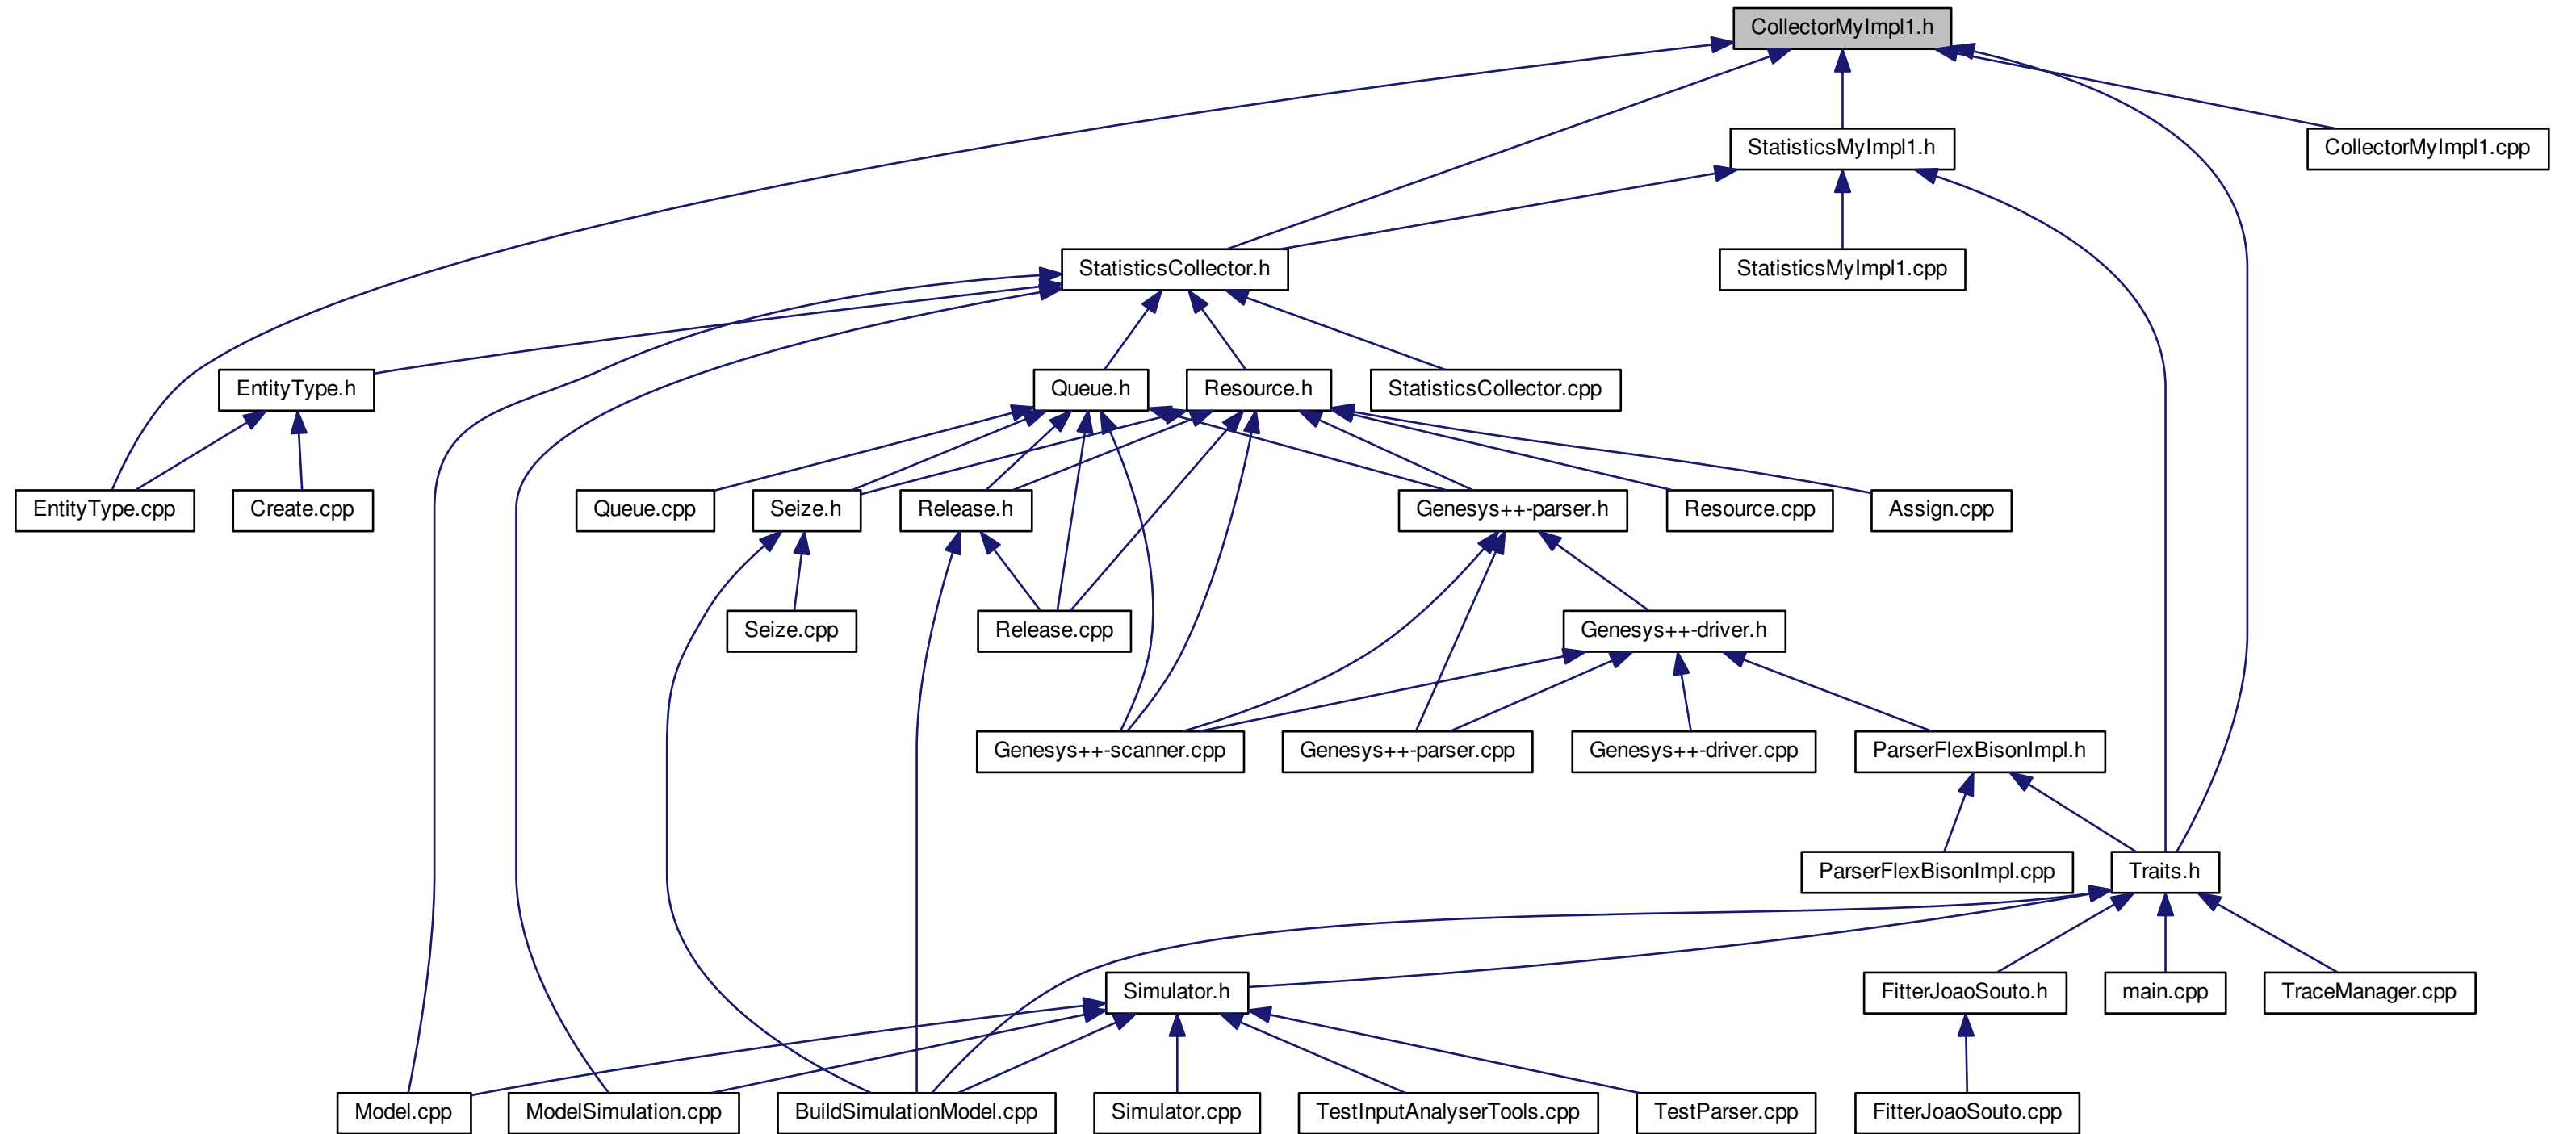 CollectorMyImpl1.h
StatisticsMyImpl1.h
CollectorMyImpl1.cpp
StatisticsCollector.h
StatisticsMyImpl1.cpp
EntityType.h
Queue.h
Resource.h
StatisticsCollector.cpp
EntityType.cpp
Create.cpp
Queue.cpp
Seize.h
Release.h
Genesys++-parser.h
Resource.cpp
Assign.cpp
Seize.cpp
Release.cpp
Genesys++-driver.h
Genesys++-scanner.cpp
Genesys++-parser.cpp
Genesys++-driver.cpp
ParserFlexBisonImpl.h
ParserFlexBisonImpl.cpp
Traits.h
Simulator.h
FitterJoaoSouto.h
main.cpp
TraceManager.cpp
Model.cpp
ModelSimulation.cpp
BuildSimulationModel.cpp
Simulator.cpp
TestInputAnalyserTools.cpp
TestParser.cpp
FitterJoaoSouto.cpp